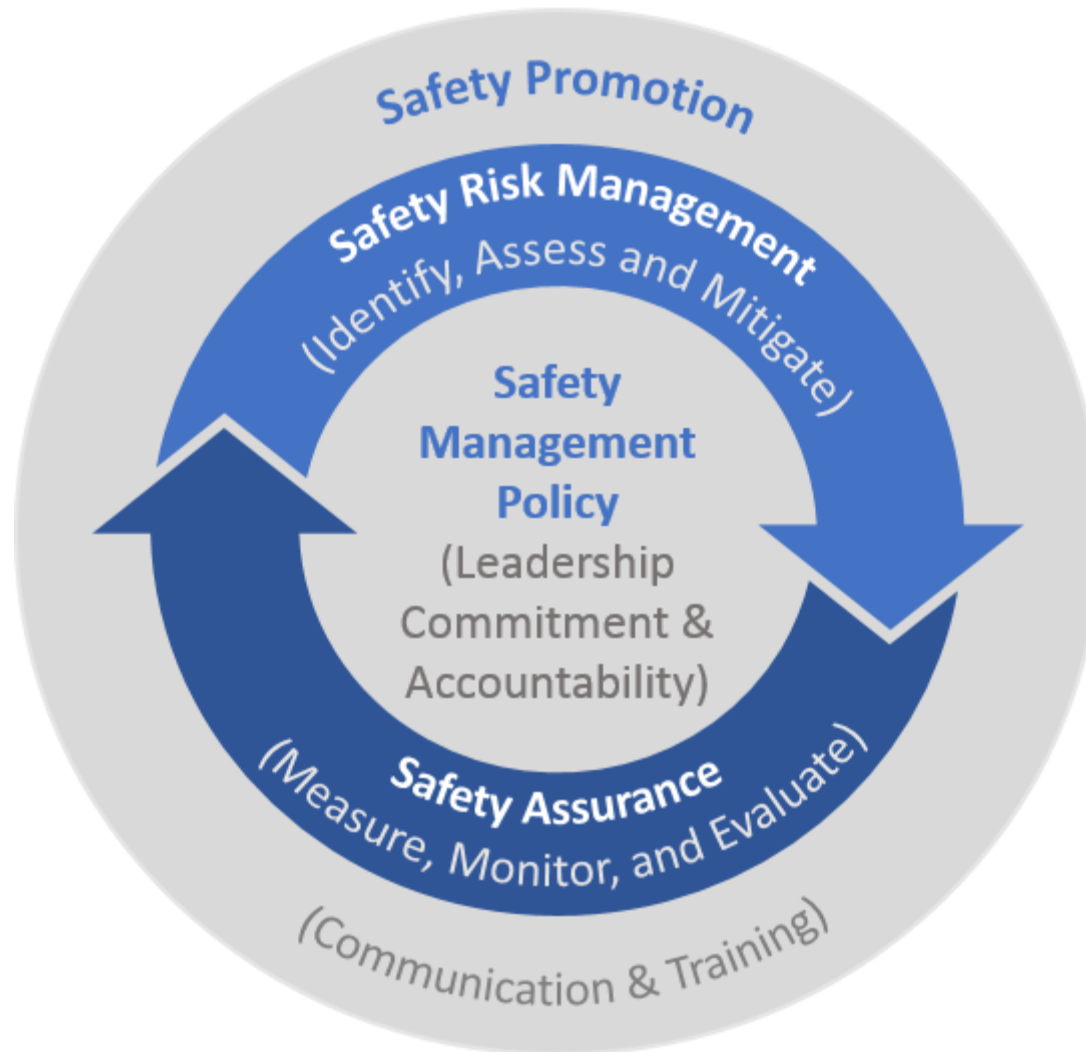 Safety Promotion
Safety Risk Management
(Identify, Assess and Mitigate)
Safety
Management
Policy
(Leadership
Commitment &
Accountability)
Safety Assurance
(Measure, Monitor, and Evaluate)
(Communication & Training)